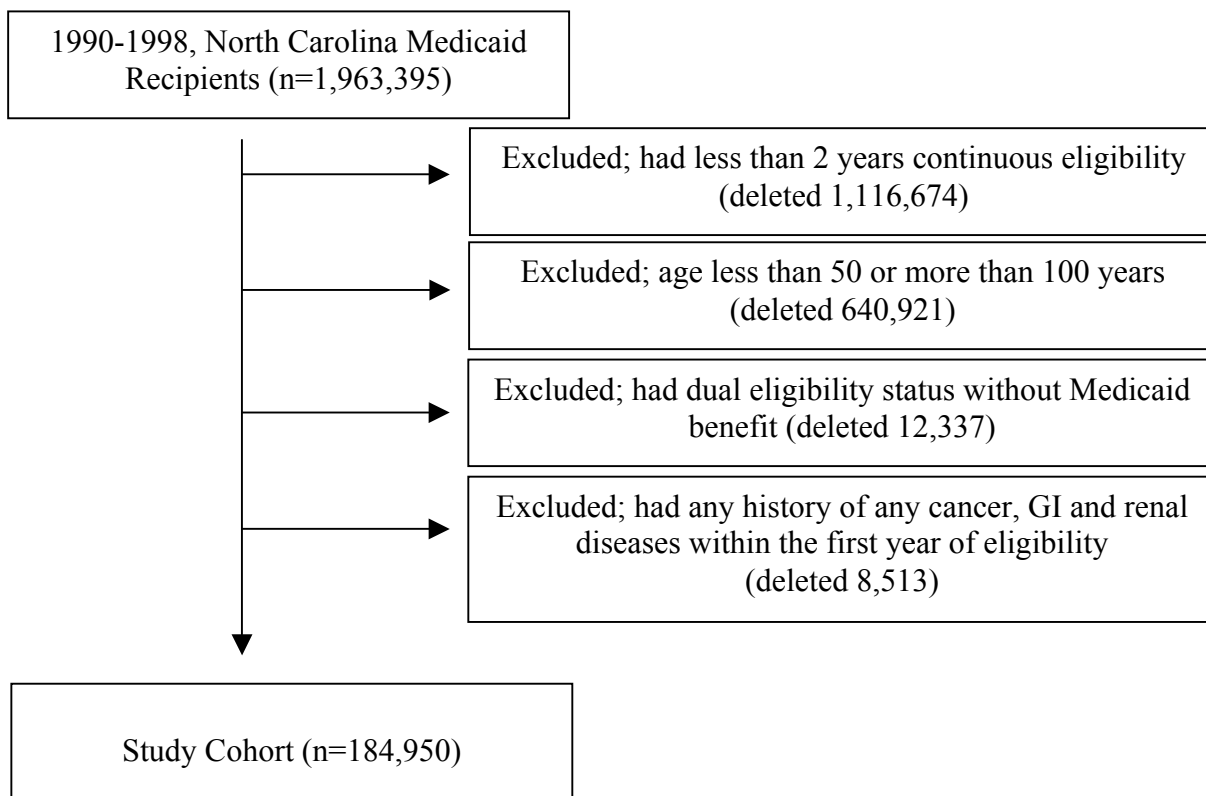 1990-1998, North Carolina Medicaid
Recipients (n=1,963,395)
Excluded; had less than 2 years continuous eligibility
(deleted 1,116,674)
Excluded; age less than 50 or more than 100 years
(deleted 640,921)
Excluded; had dual eligibility status without Medicaid
benefit (deleted 12,337)
Excluded; had any history of any cancer, GI and renal
diseases within the first year of eligibility
(deleted 8,513)
Study Cohort (n=184,950)